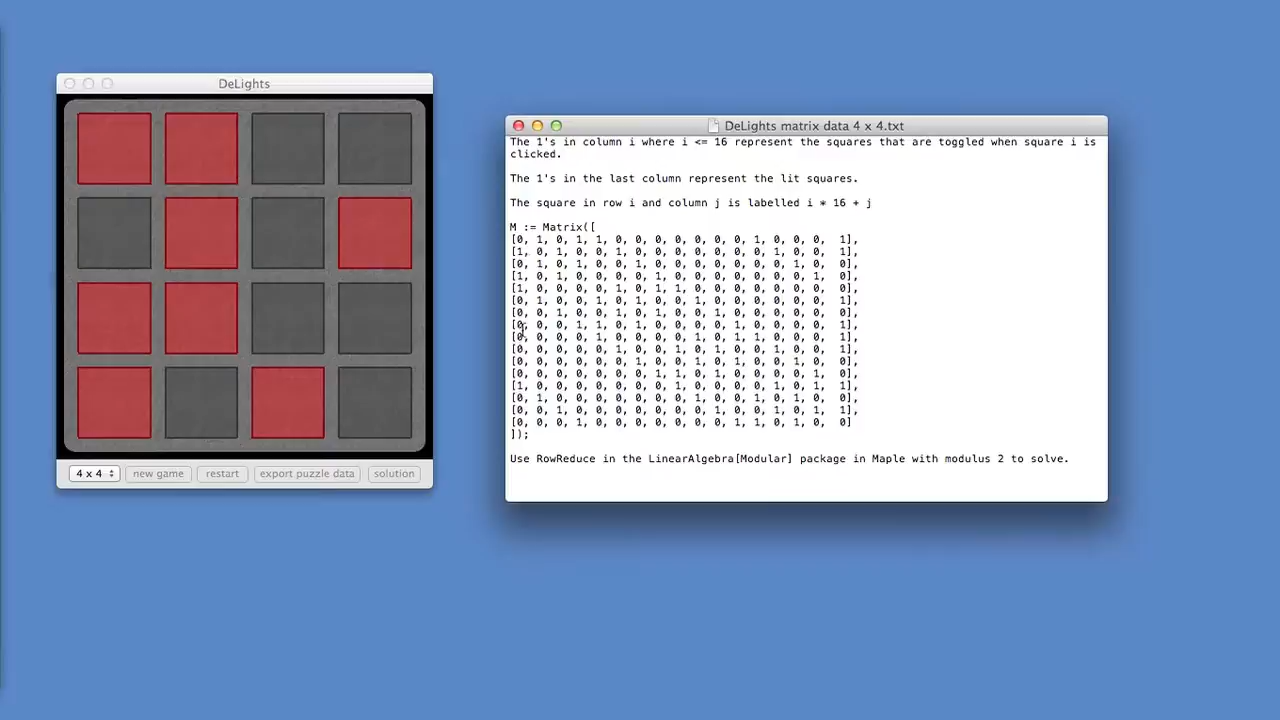 DeLights
4 x 4
new game
restart
export puzzle data
solution
DeLights matrix data 4 x 4.txt
The 1's in column i where i <= 16 represent the squares that are toggled when square i is
clicked.
The 1's in the last column represent the lit squares.
The square in row i and column j is labelled i * 16 + j
M := Matrix([
[0, 1, 0, 1, 1, 0, 0, 0, 0, 0, 0, 0, 1, 0, 0, 0,  1],
[1, 0, 1, 0, 0, 1, 0, 0, 0, 0, 0, 0, 0, 1, 0, 0,  1],
[0, 1, 0, 1, 0, 0, 1, 0, 0, 0, 0, 0, 0, 0, 1, 0,  0],
[1, 0, 1, 0, 0, 0, 0, 1, 0, 0, 0, 0, 0, 0, 0, 1,  0],
[1, 0, 0, 0, 0, 1, 0, 1, 1, 0, 0, 0, 0, 0, 0, 0,  0],
[0, 1, 0, 0, 1, 0, 1, 0, 0, 1, 0, 0, 0, 0, 0, 0,  1],
[0, 0, 1, 0, 0, 1, 0, 1, 0, 0, 1, 0, 0, 0, 0, 0,  0],
[0, 0, 0, 1, 1, 0, 1, 0, 0, 0, 0, 1, 0, 0, 0, 0,  1],
[0, 0, 0, 0, 1, 0, 0, 0, 0, 1, 0, 1, 1, 0, 0, 0,  1],
[0, 0, 0, 0, 0, 1, 0, 0, 1, 0, 1, 0, 0, 1, 0, 0,  1],
[0, 0, 0, 0, 0, 0, 1, 0, 0, 1, 0, 1, 0, 0, 1, 0,  0],
[0, 0, 0, 0, 0, 0, 0, 1, 1, 0, 1, 0, 0, 0, 0, 1,  0],
[1, 0, 0, 0, 0, 0, 0, 0, 1, 0, 0, 0, 0, 1, 0, 1,  1],
[0, 1, 0, 0, 0, 0, 0, 0, 0, 1, 0, 0, 1, 0, 1, 0,  0],
[0, 0, 1, 0, 0, 0, 0, 0, 0, 0, 1, 0, 0, 1, 0, 1,  1],
[0, 0, 0, 1, 0, 0, 0, 0, 0, 0, 0, 1, 1, 0, 1, 0,  0]
]);
Use RowReduce in the LinearAlgebra[Modular] package in Maple with modulus 2 to solve.